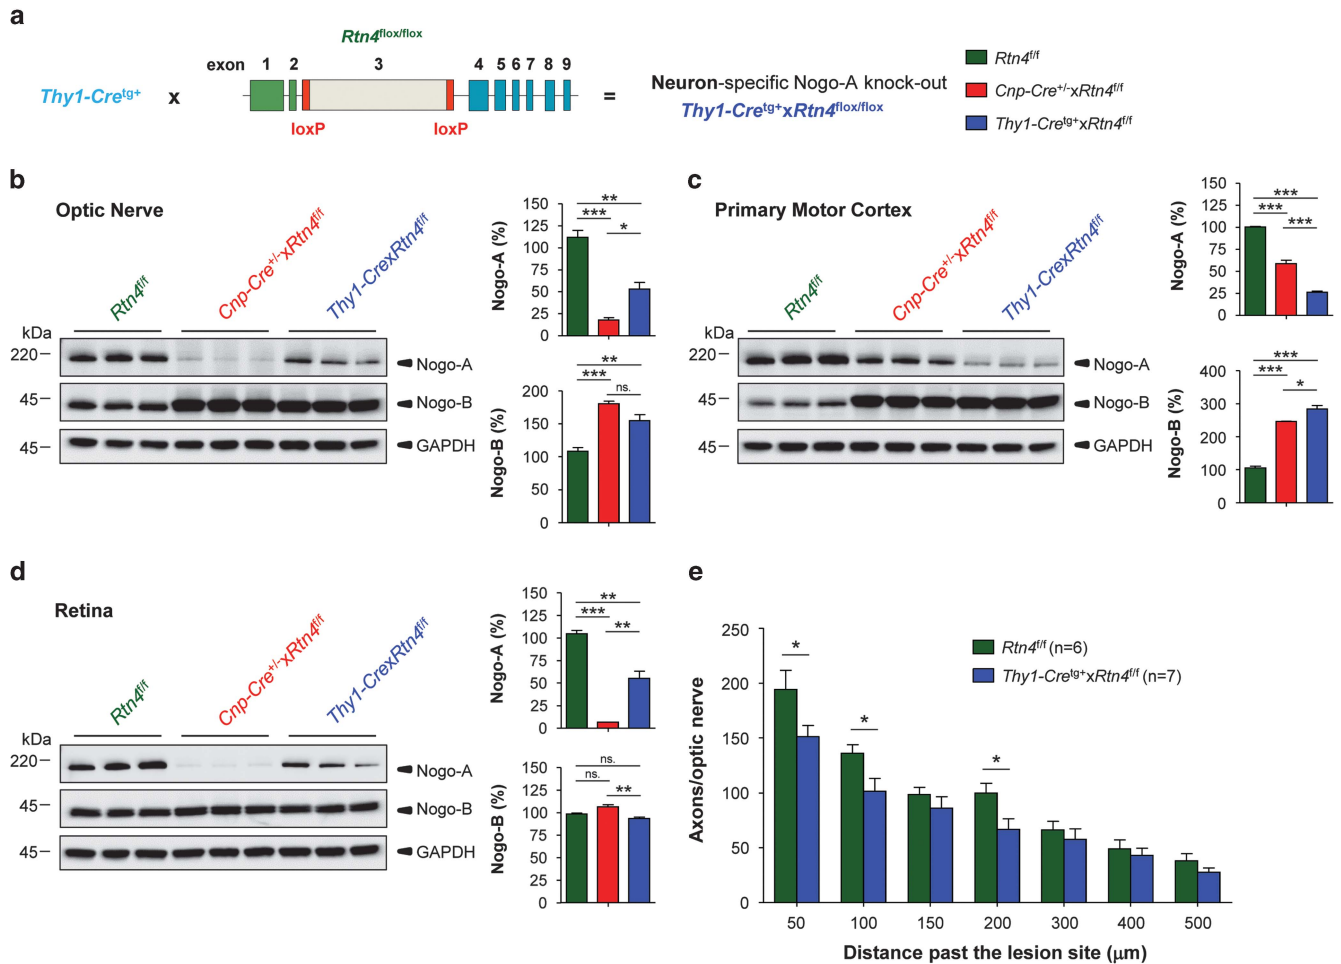 a
Rtn4flox/flox
exon 1 2 3 4 5 6 7 8 9
Thy1-Cretg+ x
loxP loxP
=
Neuron-specific Nogo-A knock-out
Thy1-Cretg+xRtn4flox/flox
Rtn4f/f
Cnp-Cre+/-xRtn4f/f
Thy1-Cretg+xRtn4f/f
b
Optic Nerve
Rtn4f/f
Cnp-Cre+/-xRtn4f/f
Thy1-CrexRtn4f/f
kDa
220 Nogo-A
45 Nogo-B
45 GAPDH
Nogo-A (%)
150
125
100
75
50
25
0
**
***
*
Nogo-B (%)
200
150
100
50
0
**
***
ns.
c
Primary Motor Cortex
Rtn4f/f
Cnp-Cre+/-xRtn4f/f
Thy1-CrexRtn4f/f
kDa
220 Nogo-A
45 Nogo-B
45 GAPDH
Nogo-A (%)
150
125
100
75
50
25
0
***
***
***
Nogo-B (%)
400
300
200
100
0
***
***
*
d
Retina
Rtn4f/f
Cnp-Cre+/-xRtn4f/f
Thy1-CrexRtn4f/f
kDa
220 Nogo-A
45 Nogo-B
45 GAPDH
Nogo-A (%)
150
125
100
75
50
25
0
**
***
**
Nogo-B (%)
150
125
100
75
50
25
0
ns.
ns.
**
e
Axons/optic nerve
250
200
150
100
50
0
*
*
*
Rtn4f/f (n=6)
Thy1-Cretg+xRtn4f/f (n=7)
50 100 150 200 300 400 500
Distance past the lesion site (μm)